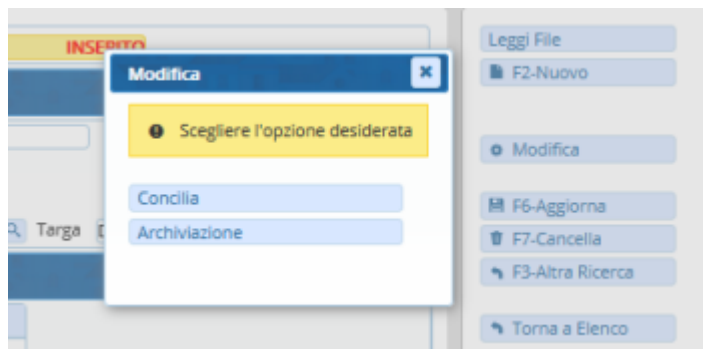 INSERITO
Modifica
Scegliere l'opzione desiderata
Concilia
Archiviazione
Targa
Leggi File
F2-Nuovo
Modifica
F6-Aggiorna
F7-Cancella
F3-Altra Ricerca
Torna a Elenco